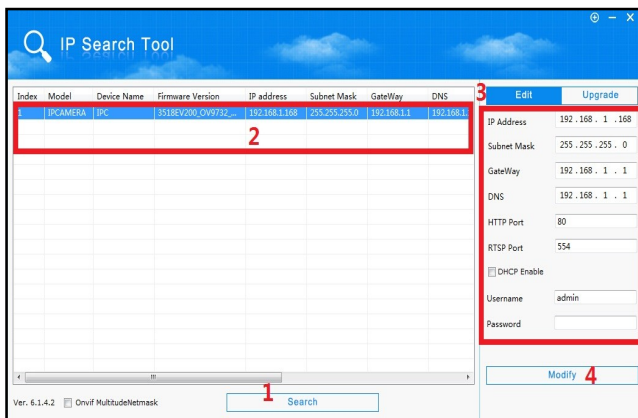 IP Search Tool
Index Model Device Name Firmware Version IP address Subnet Mask GateWay DNS
1 IPCAMERA IPC 3518EV200_OV9732_... 192.168.1.168 255.255.255.0 192.168.1.1 192.168.1.
2
3 Edit Upgrade
IP Address 192 . 168 . 1 . 168
Subnet Mask 255 . 255 . 255 . 0
GateWay 192 . 168 . 1 . 1
DNS 192 . 168 . 1 . 1
HTTP Port 80
RTSP Port 554
DHCP Enable
Username admin
Password
Modify 4
Ver. 6.1.4.2 Onvif MultitudeNetmask 1 Search